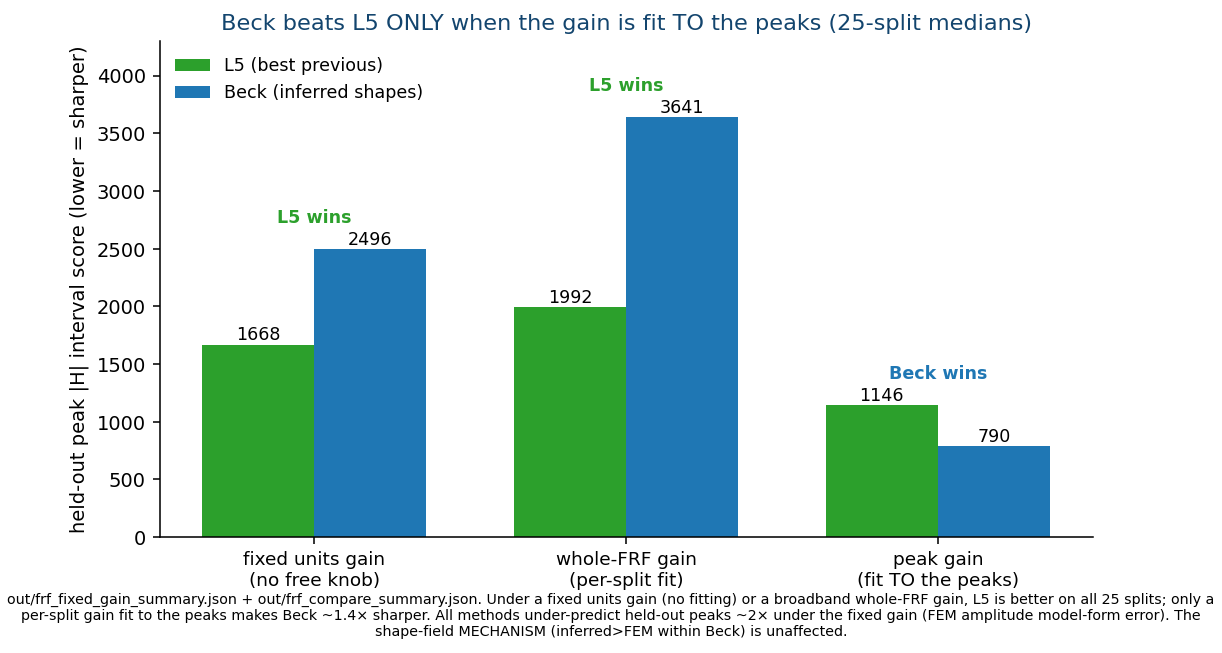 Beck beats L5 ONLY when the gain is fit TO the peaks (25-split medians)
held-out peak |H| interval score (lower = sharper)
4000
3500
3000
2500
2000
1500
1000
500
0
L5 (best previous)
Beck (inferred shapes)
L5 wins
1668
2496
L5 wins
1992
3641
Beck wins
1146
790
fixed units gain
(no free knob)
whole-FRF gain
(per-split fit)
peak gain
(fit TO the peaks)
out/frf_fixed_gain_summary.json + out/frf_compare_summary.json. Under a fixed units gain (no fitting) or a broadband whole-FRF gain, L5 is better on all 25 splits; only a
per-split gain fit to the peaks makes Beck ~1.4× sharper. All methods under-predict held-out peaks ~2× under the fixed gain (FEM amplitude model-form error). The
shape-field MECHANISM (inferred>FEM within Beck) is unaffected.